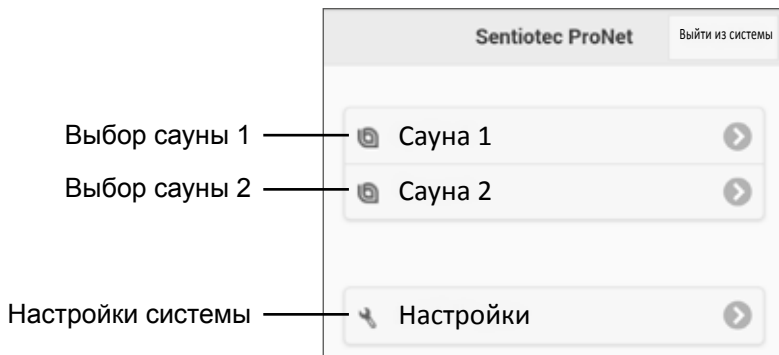 Sentiotec ProNet Выйти из системы
Выбор сауны 1 Сауна 1
Выбор сауны 2 Сауна 2
Настройки системы Настройки